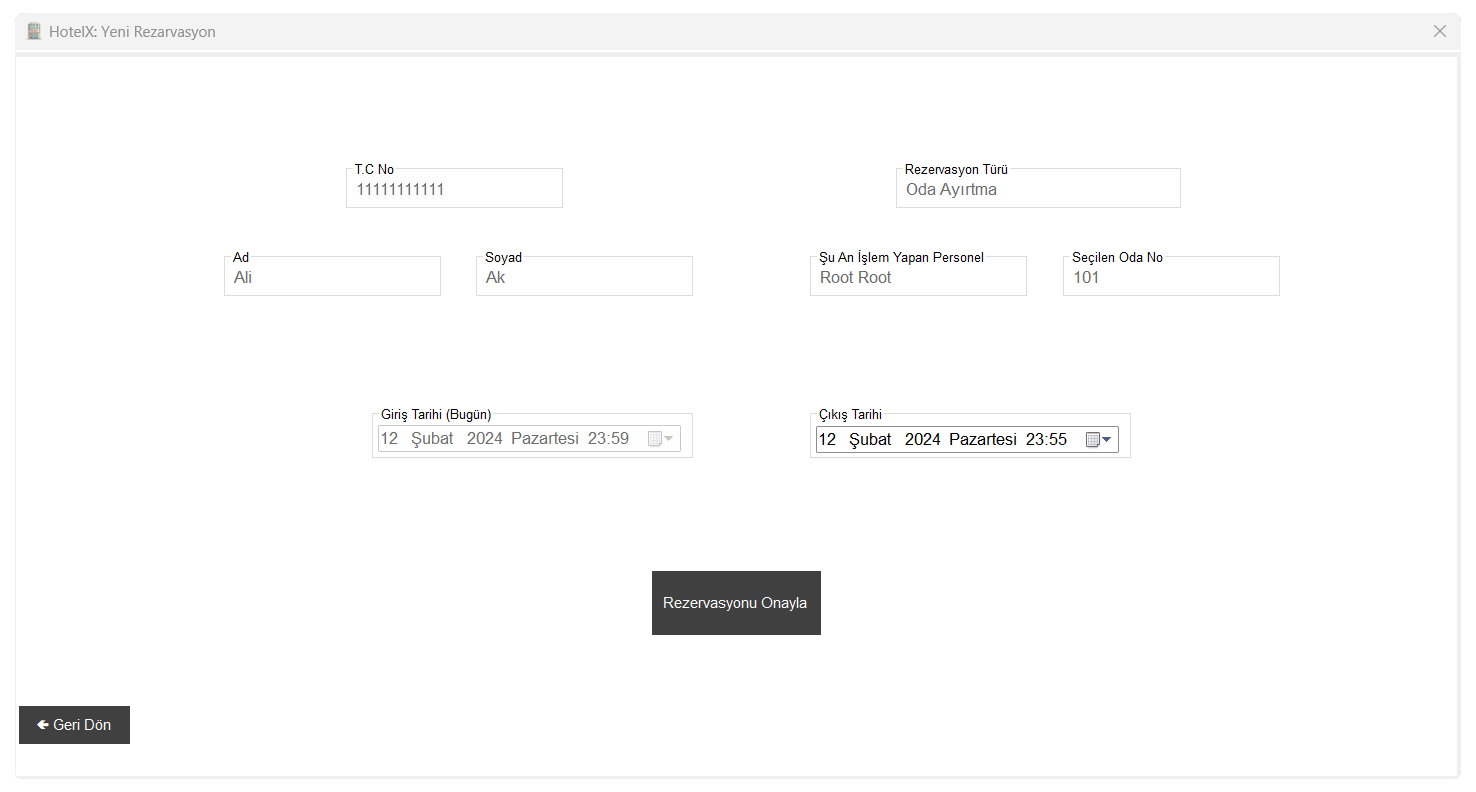 HotelX: Yeni Rezarvasyon
T.C No
11111111111
Rezervasyon Türü
Oda Ayırtma
Ad
Ali
Soyad
Ak
Şu An İşlem Yapan Personel
Root Root
Seçilen Oda No
101
Giriş Tarihi (Bugün)
12 Şubat 2024 Pazartesi 23:59
Çıkış Tarihi
12 Şubat 2024 Pazartesi 23:55
Rezervasyonu Onayla
Geri Dön